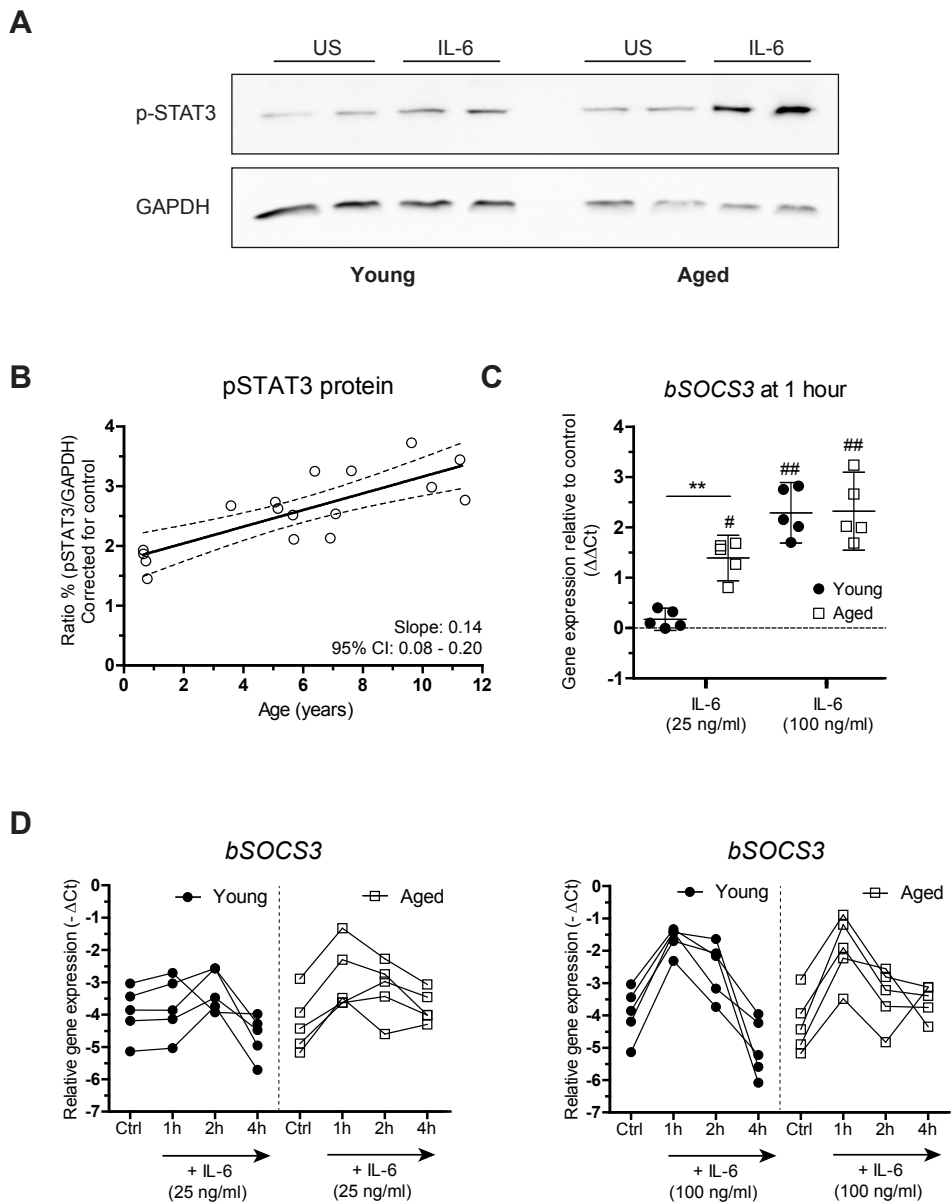 A
US IL-6 US IL-6
p-STAT3
GAPDH
Young Aged
B
pSTAT3 protein
Ratio % (pSTAT3/GAPDH)
Corrected for control
4
3
2
1
0
Slope: 0.14
95% CI: 0.08 - 0.20
0 2 4 6 8 10 12
Age (years)
C
bSOCS3 at 1 hour
Gene expression relative to control
(ΔΔCt)
4
3
2
1
0
-1
**
#
##
##
Young
Aged
IL-6
(25 ng/ml)
IL-6
(100 ng/ml)
D
bSOCS3
Relative gene expression (- ΔCt)
-0
-1
-2
-3
-4
-5
-6
-7
Young
Aged
Ctrl 1h 2h 4h Ctrl 1h 2h 4h
+ IL-6
(25 ng/ml)
+ IL-6
(25 ng/ml)
bSOCS3
Relative gene expression (- ΔCt)
-0
-1
-2
-3
-4
-5
-6
-7
Young
Aged
Ctrl 1h 2h 4h Ctrl 1h 2h 4h
+ IL-6
(100 ng/ml)
+ IL-6
(100 ng/ml)